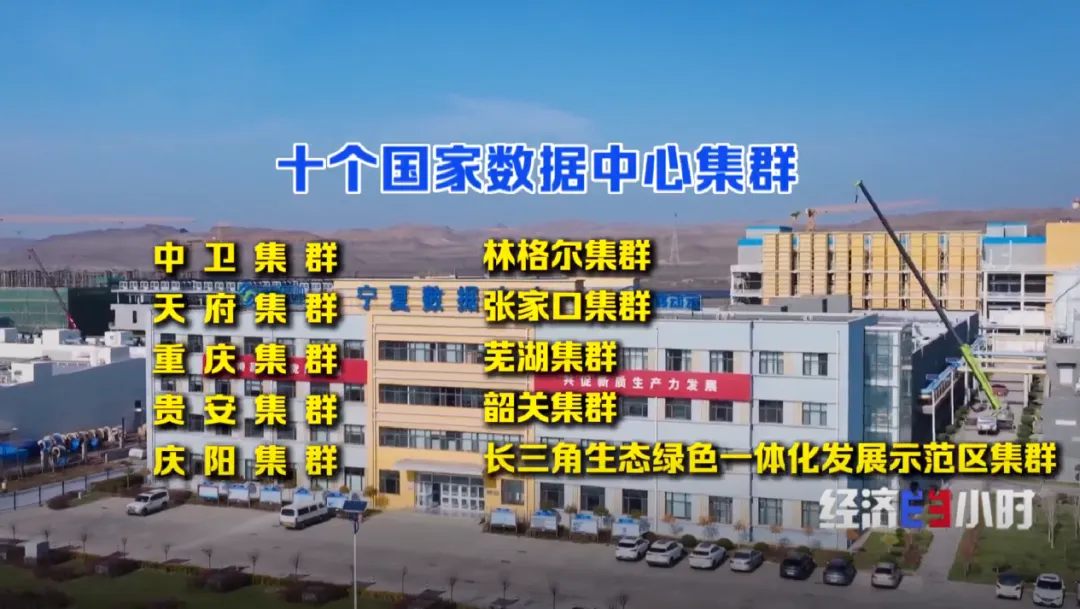 十个国家数据中心集群
中卫集群
天府集群
重庆集群
贵安集群
庆阳集群
林格尔集群
张家口集群
芜湖集群
韶关集群
长三角生态绿色一体化发展示范区集群
宁夏数据
共促新质生产力发展
经济半小时